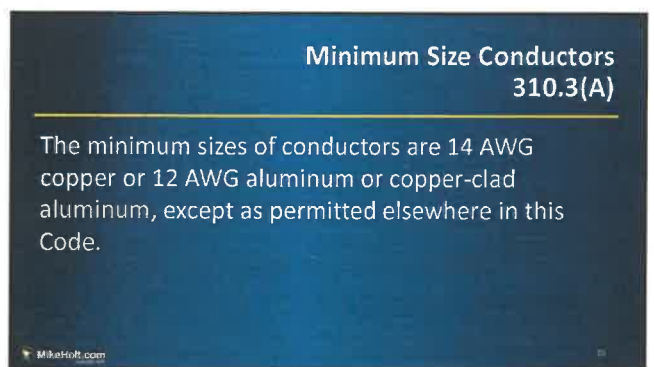 Minimum Size Conductors
310.3(A)
The minimum sizes of conductors are 14 AWG
copper or 12 AWG aluminum or copper-clad
aluminum, except as permitted elsewhere in this
Code.
MikeHolt.com